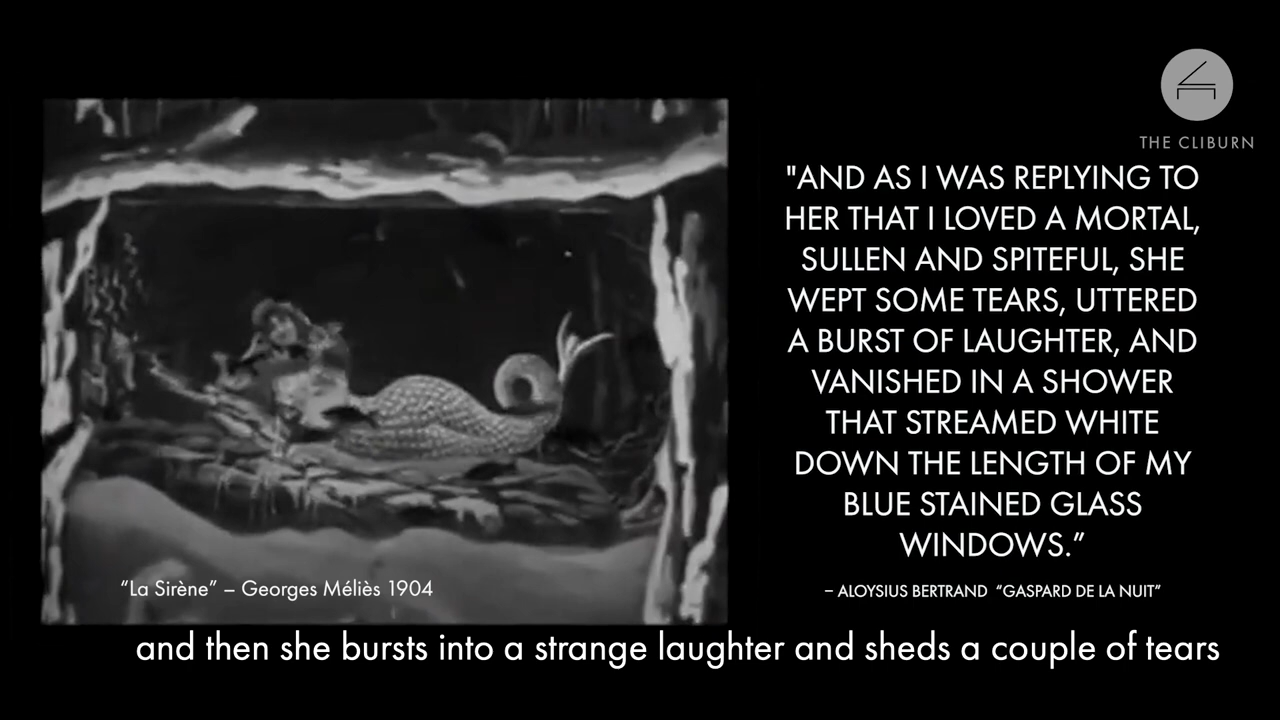 THE CLIBURN
"AND AS I WAS REPLYING TO
HER THAT I LOVED A MORTAL,
SULLEN AND SPITEFUL, SHE
WEPT SOME TEARS, UTTERED
A BURST OF LAUGHTER, AND
VANISHED IN A SHOWER
THAT STREAMED WHITE
DOWN THE LENGTH OF MY
BLUE STAINED GLASS
WINDOWS.”
– ALOYSIUS BERTRAND “GASPARD DE LA NUIT”
“La Sirène” – Georges Méliès 1904
and then she bursts into a strange laughter and sheds a couple of tears